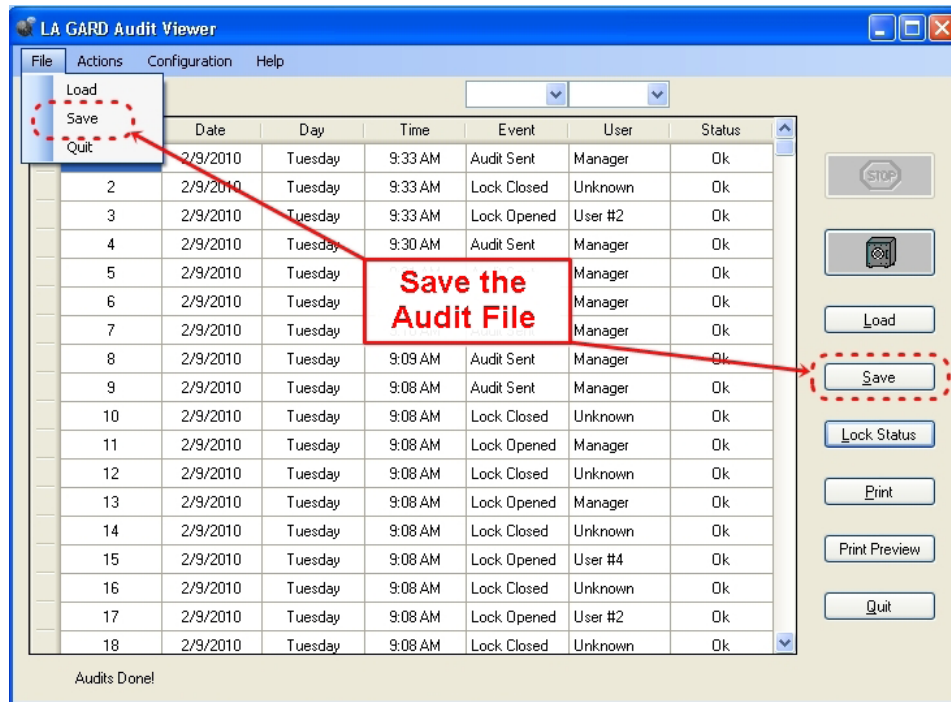 LA GARD Audit Viewer
File Actions Configuration Help
Load
Save
Quit
Date Day Time Event User Status
2/9/2010 Tuesday 9:33 AM Audit Sent Manager Ok
2 2/9/2010 Tuesday 9:33 AM Lock Closed Unknown Ok
3 2/9/2010 Tuesday 9:33 AM Lock Opened User #2 Ok
4 2/9/2010 Tuesday 9:30 AM Audit Sent Manager Ok
5 2/9/2010 Tuesday Manager Ok
6 2/9/2010 Tuesday Manager Ok
7 2/9/2010 Tuesday Manager Ok
8 2/9/2010 Tuesday 9:09 AM Audit Sent Manager Ok
9 2/9/2010 Tuesday 9:08 AM Audit Sent Manager Ok
10 2/9/2010 Tuesday 9:08 AM Lock Closed Unknown Ok
11 2/9/2010 Tuesday 9:08 AM Lock Opened Manager Ok
12 2/9/2010 Tuesday 9:08 AM Lock Closed Unknown Ok
13 2/9/2010 Tuesday 9:08 AM Lock Opened Manager Ok
14 2/9/2010 Tuesday 9:08 AM Lock Closed Unknown Ok
15 2/9/2010 Tuesday 9:08 AM Lock Opened User #4 Ok
16 2/9/2010 Tuesday 9:08 AM Lock Closed Unknown Ok
17 2/9/2010 Tuesday 9:08 AM Lock Opened User #2 Ok
18 2/9/2010 Tuesday 9:08 AM Lock Closed Unknown Ok
Save the
Audit File
STOP
Load
Save
Lock Status
Print
Print Preview
Quit
Audits Done!